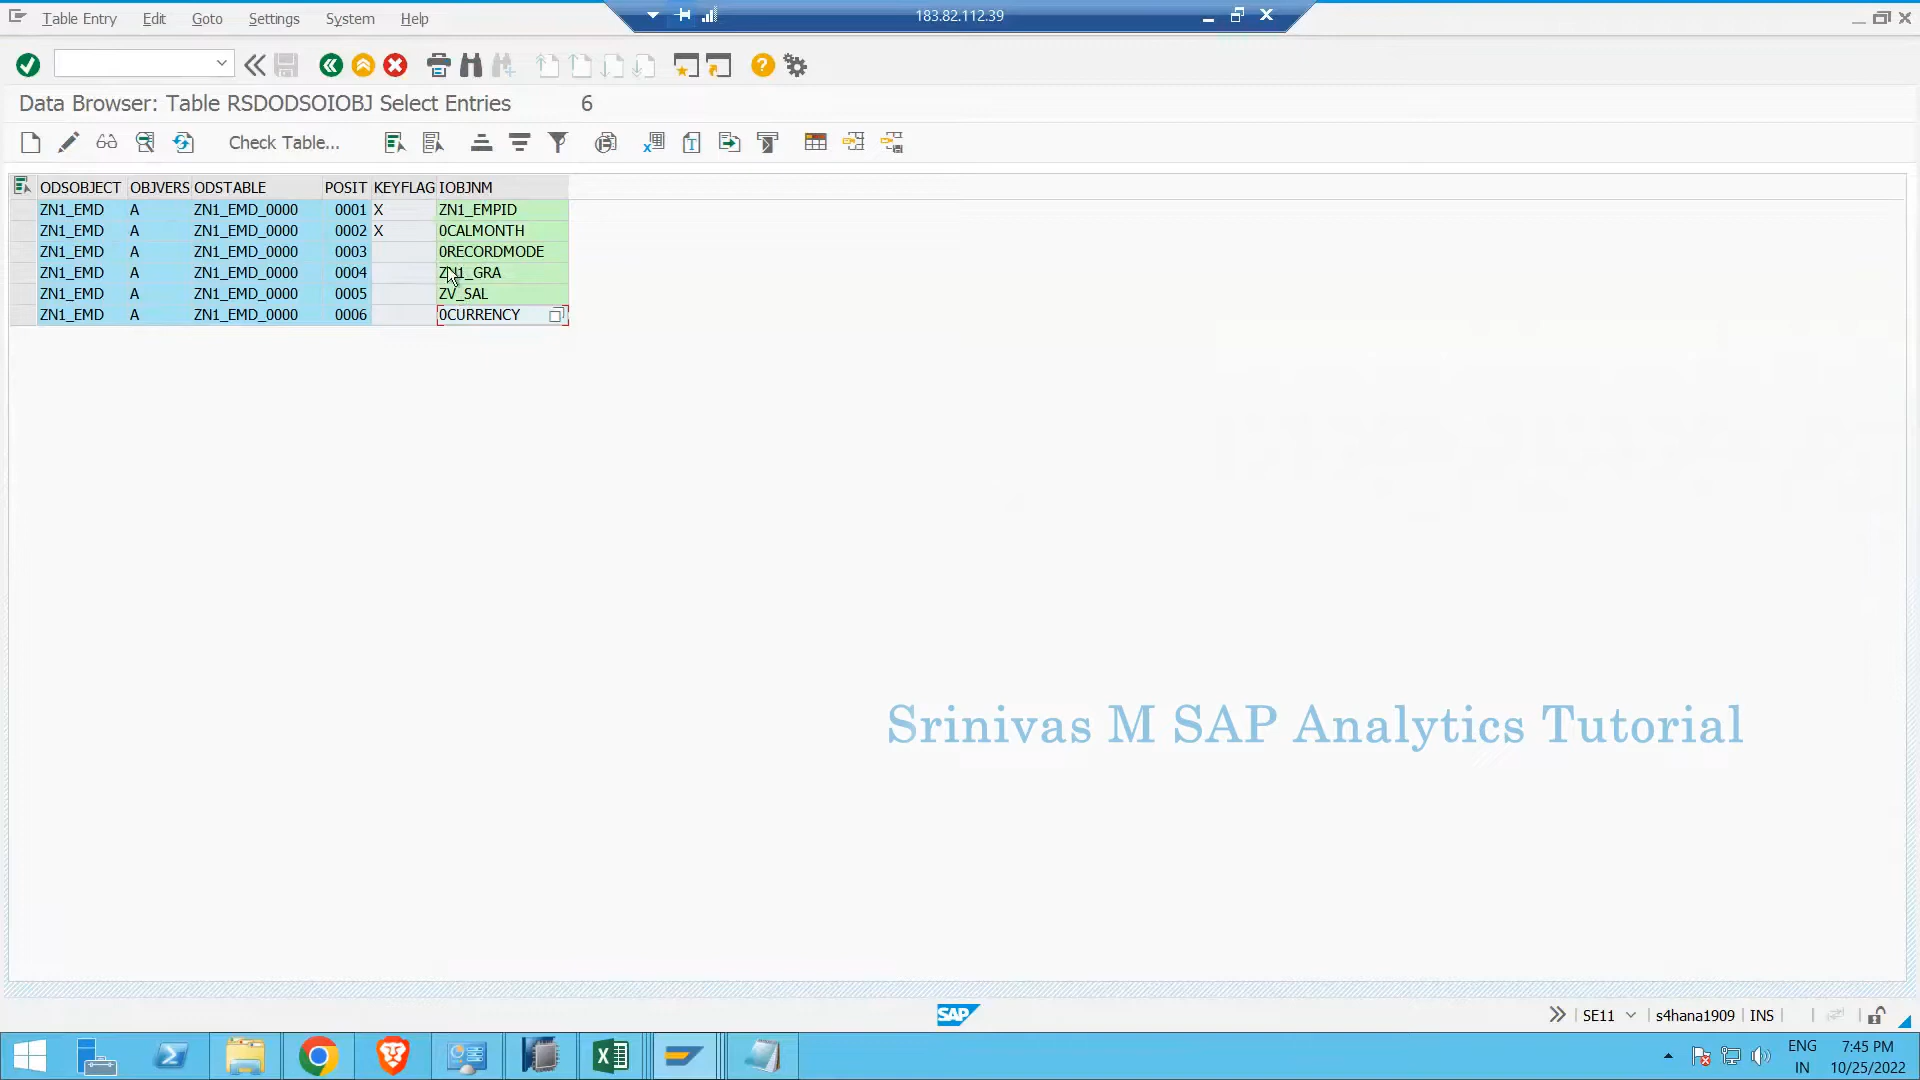 Table Entry Edit Goto Settings System Help
183.82.112.39
Data Browser: Table RSDODSOIOBJ Select Entries 6
Check Table...
ODSOBJECT OBJVERS ODSTABLE POSIT KEYFLAG IOBJNM
ZN1_EMD A ZN1_EMD_0000 0001 X ZN1_EMPID
ZN1_EMD A ZN1_EMD_0000 0002 X 0CALMONTH
ZN1_EMD A ZN1_EMD_0000 0003 0RECORDMODE
ZN1_EMD A ZN1_EMD_0000 0004 ZN1_GRA
ZN1_EMD A ZN1_EMD_0000 0005 ZV_SAL
ZN1_EMD A ZN1_EMD_0000 0006 0CURRENCY
Srinivas M SAP Analytics Tutorial
SAP
SE11 s4hana1909 INS
ENG 7:45 PM
IN 10/25/2022